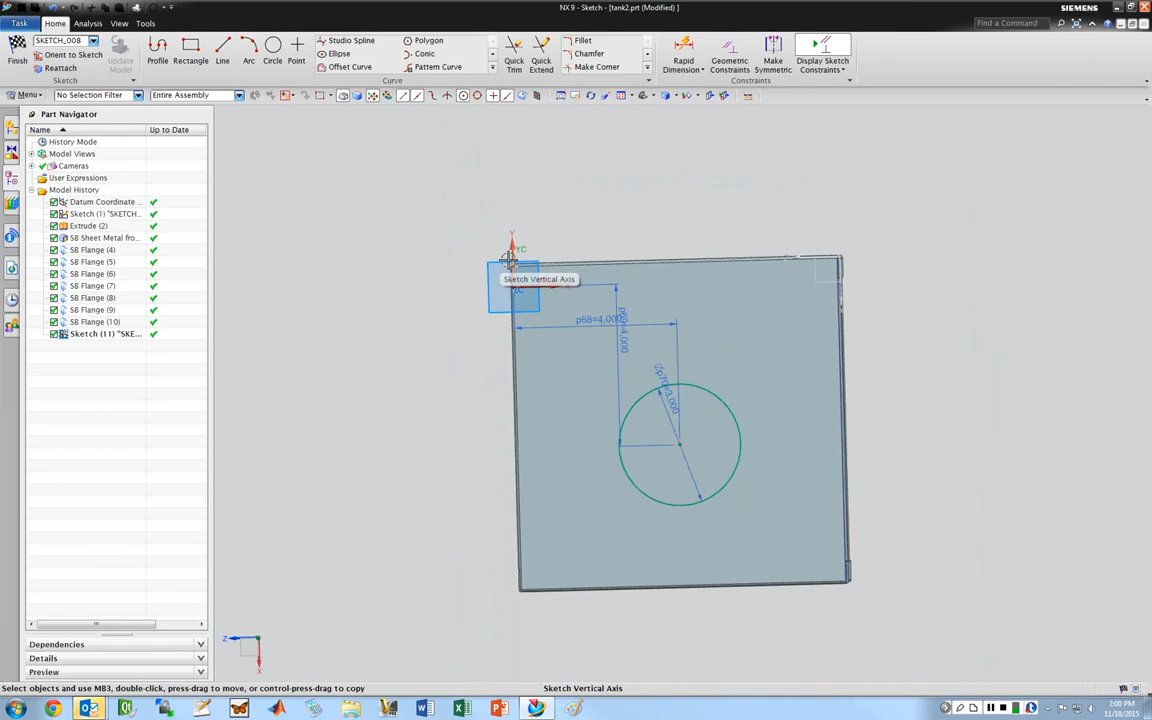 NX 9 - Sketch - [tank2.prt (Modified) ]
SIEMENS
Task Home Analysis View Tools
Find a Command
SKETCH_008
Orient to Sketch
Reattach
Finish
Update Model
Sketch
Profile Rectangle Line Arc Circle Point
Studio Spline
Ellipse
Offset Curve
Polygon
Conic
Pattern Curve
Quick Trim
Quick Extend
Fillet
Chamfer
Make Corner
Curve
Rapid Dimension
Geometric Constraints
Make Symmetric
Display Sketch Constraints
Constraints
Menu
No Selection Filter
Entire Assembly
Part Navigator
Name Up to Date
History Mode
Model Views
Cameras
User Expressions
Model History
Datum Coordinate ...
Sketch (1) "SKETCH...
Extrude (2)
SB Sheet Metal fro...
SB Flange (4)
SB Flange (5)
SB Flange (6)
SB Flange (7)
SB Flange (8)
SB Flange (9)
SB Flange (10)
Sketch (11) "SKE...
Dependencies
Details
Preview
Y
YC
Sketch Vertical Axis
p68=4,000
Øp70=3,000
Z
X
Select objects and use MB3, double-click, press-drag to move, or control-press-drag to copy
Sketch Vertical Axis
2:00 PM
11/18/2015